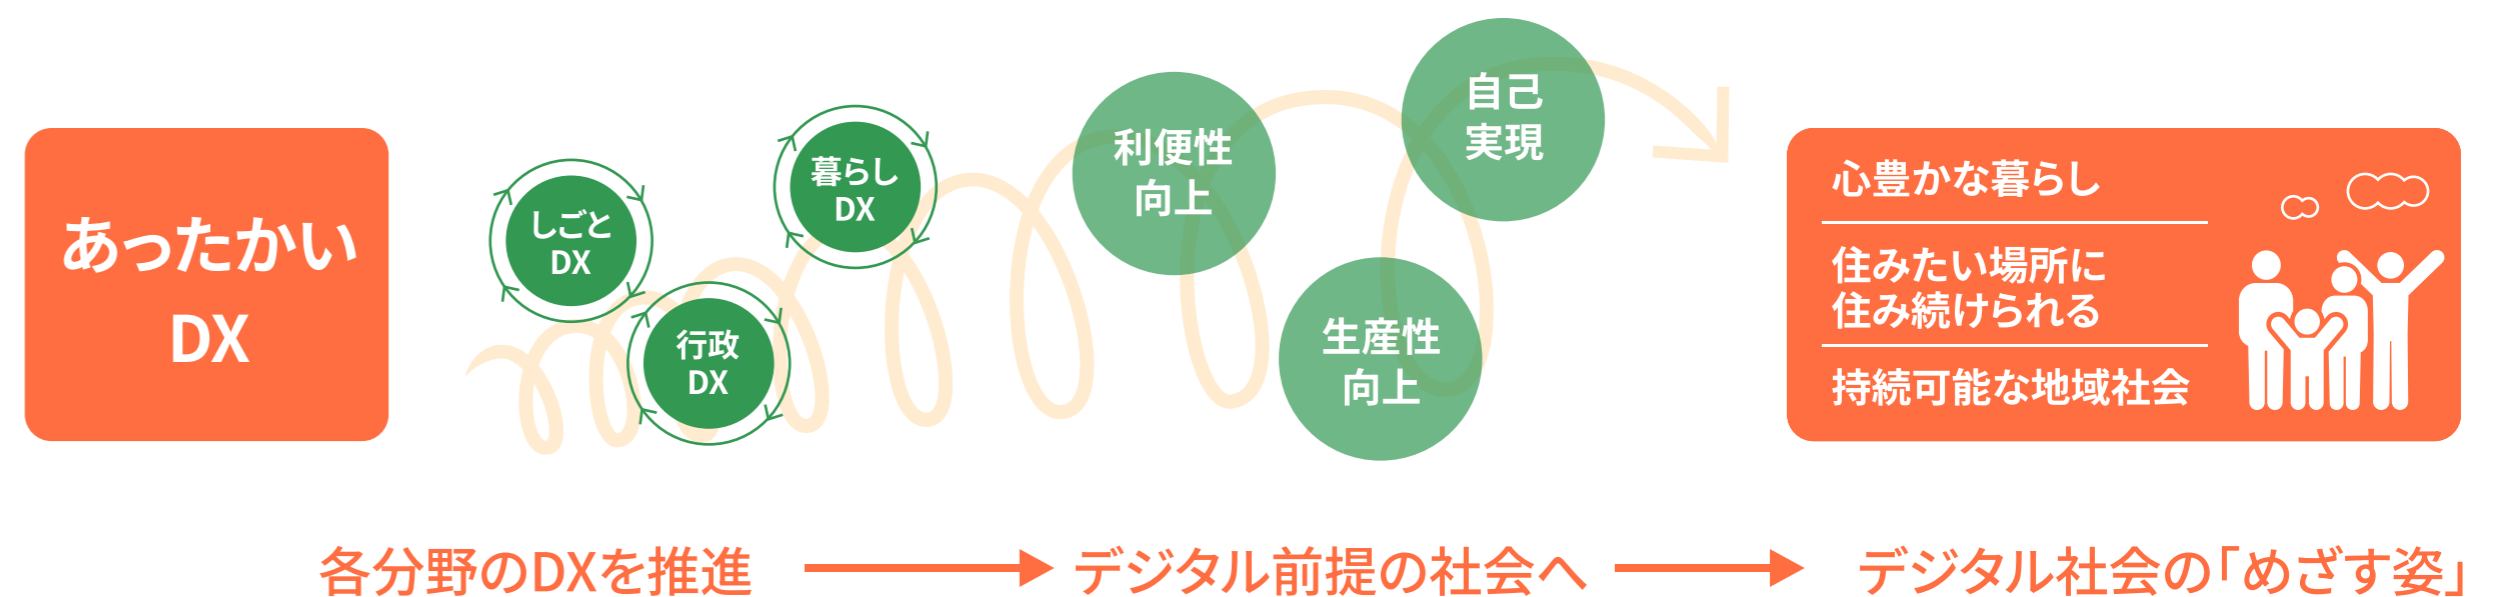 あったかい
DX
しごと
DX
行政
DX
暮らし
DX
利便性
向上
生産性
向上
自己
実現
心豊かな暮らし
住みたい場所に
住み続けられる
持続可能な地域社会
各分野のDXを推進
デジタル前提の社会へ
デジタル社会の「めざす姿」